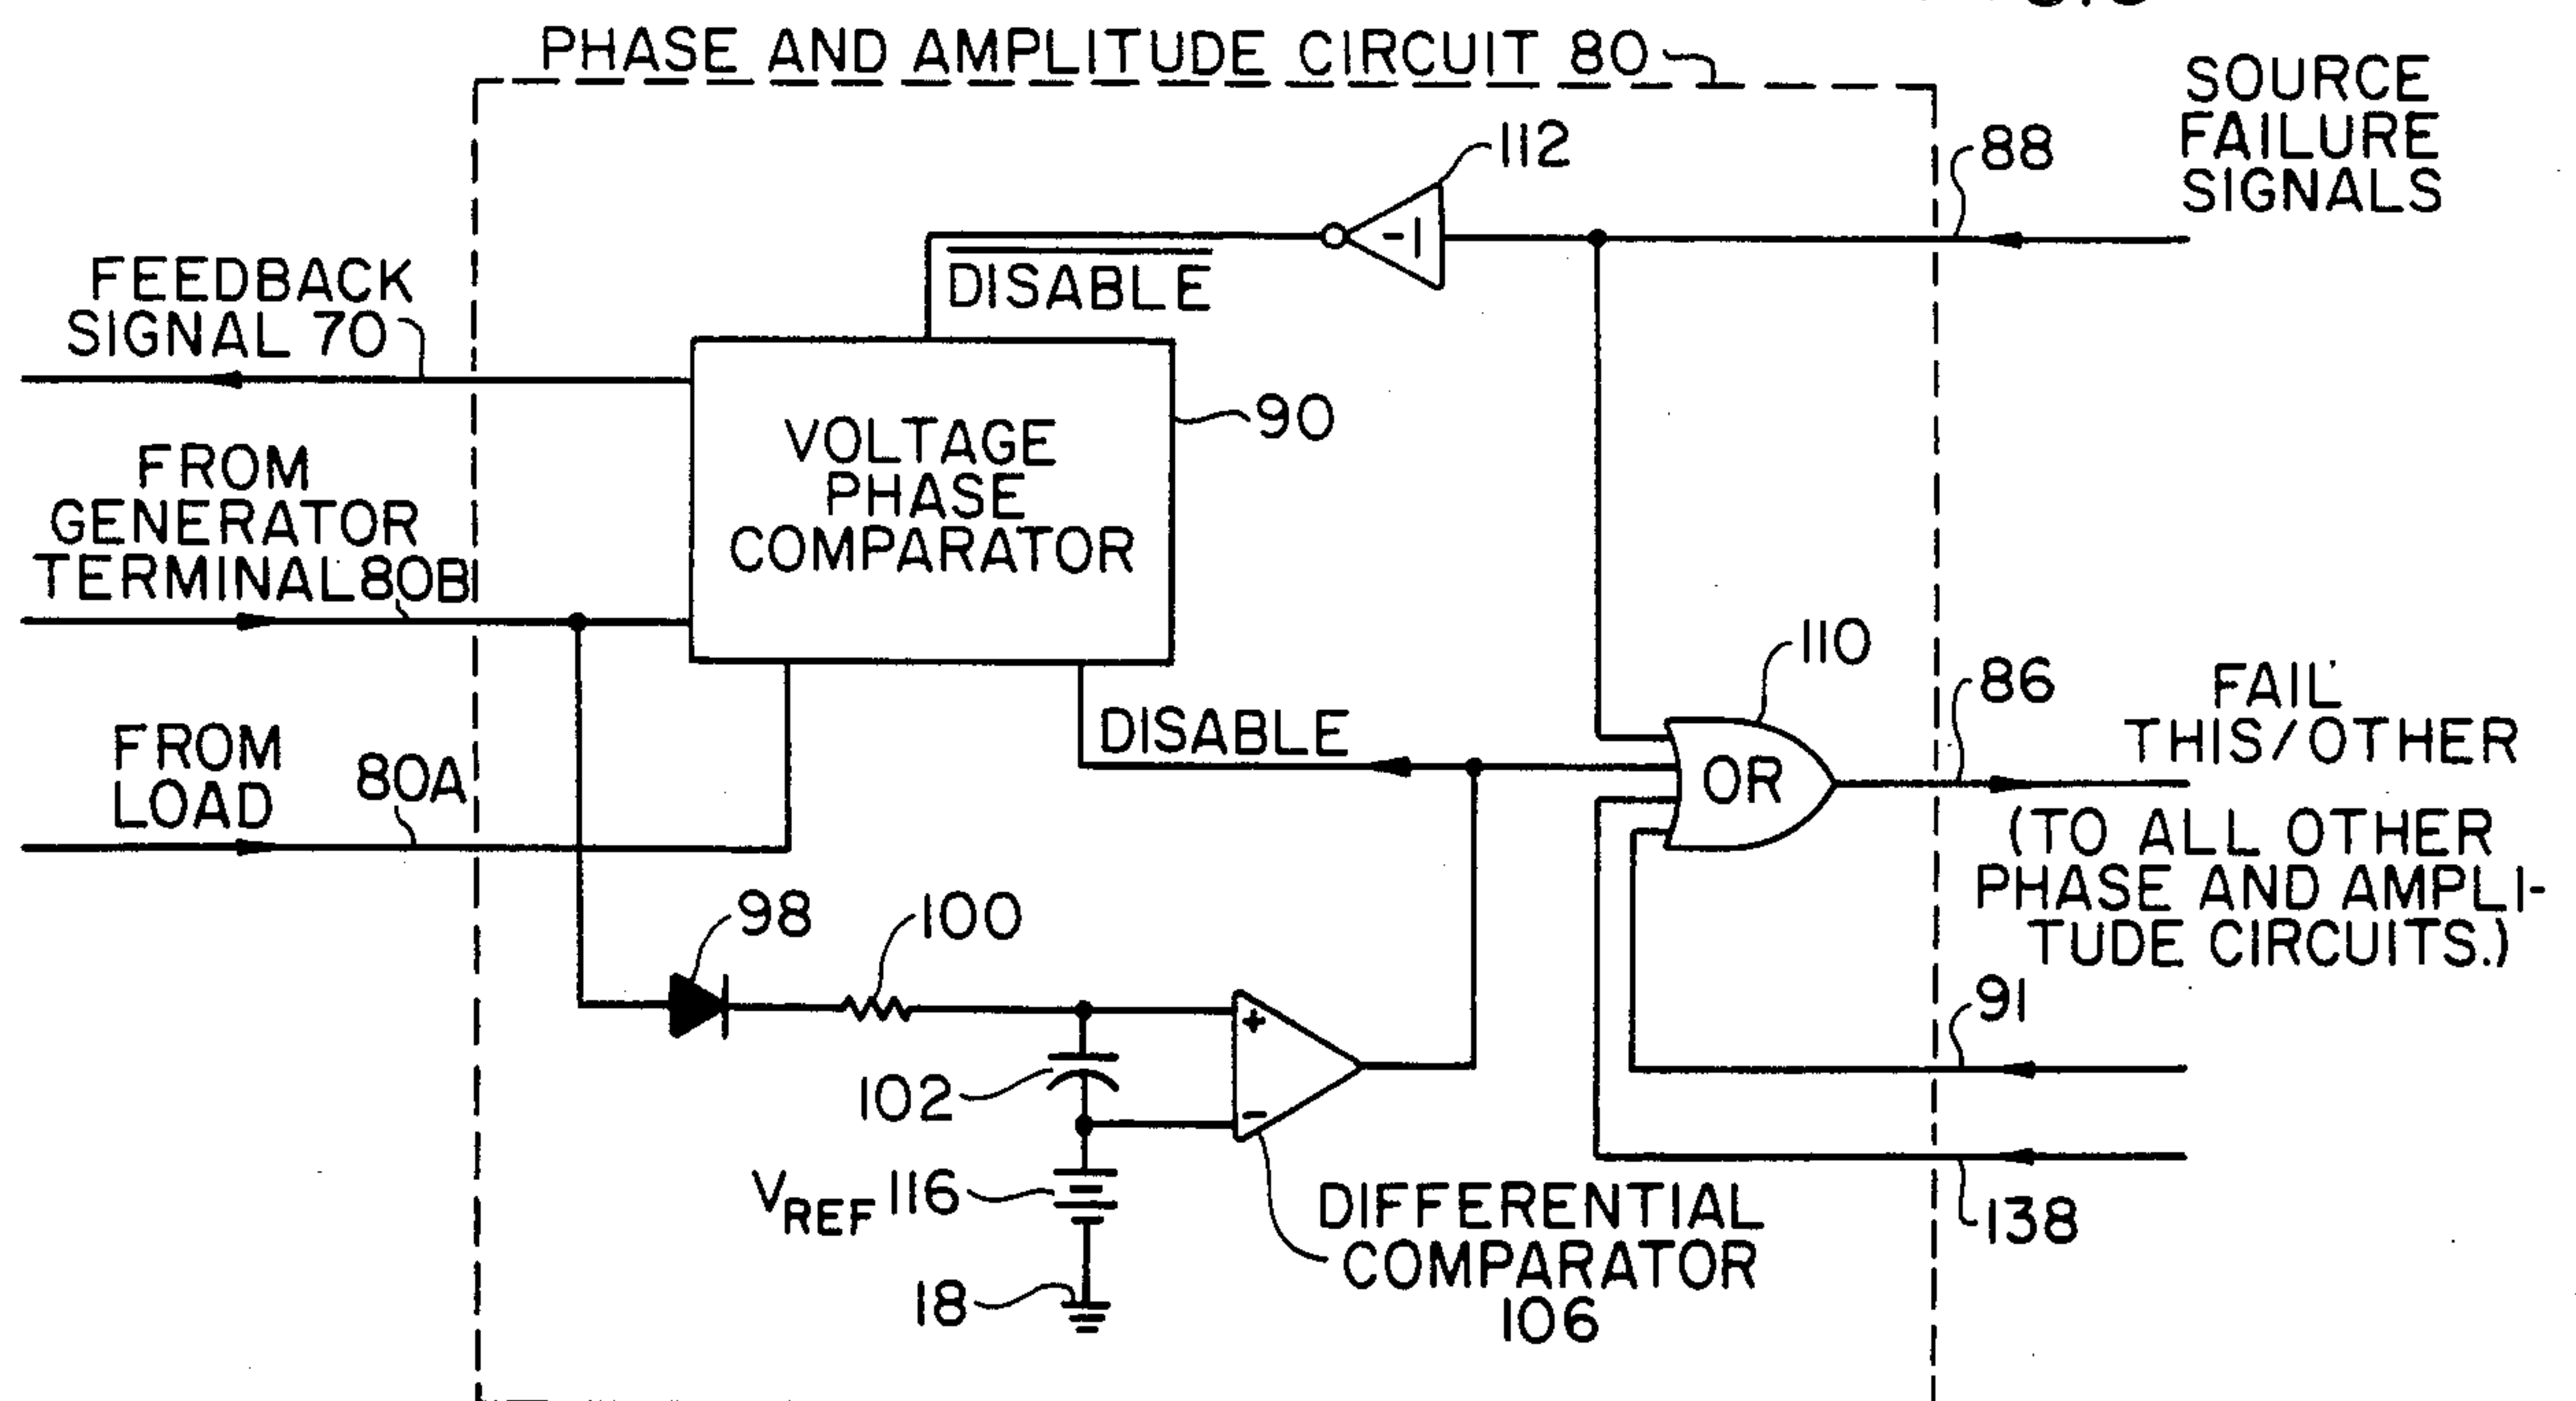 PHASE AND AMPLITUDE CIRCUIT 80
SOURCE
FAILURE
SIGNALS
88
112
DISABLE
FEEDBACK
SIGNAL 70
VOLTAGE
PHASE
COMPARATOR
90
FROM
GENERATOR
TERMINAL 80B
110
OR
86
FAIL
THIS/OTHER
(TO ALL OTHER
PHASE AND AMPLI-
TUDE CIRCUITS.)
DISABLE
FROM
LOAD
80A
98
100
91
102
+
-
VREF 116
138
18
DIFFERENTIAL
COMPARATOR
106